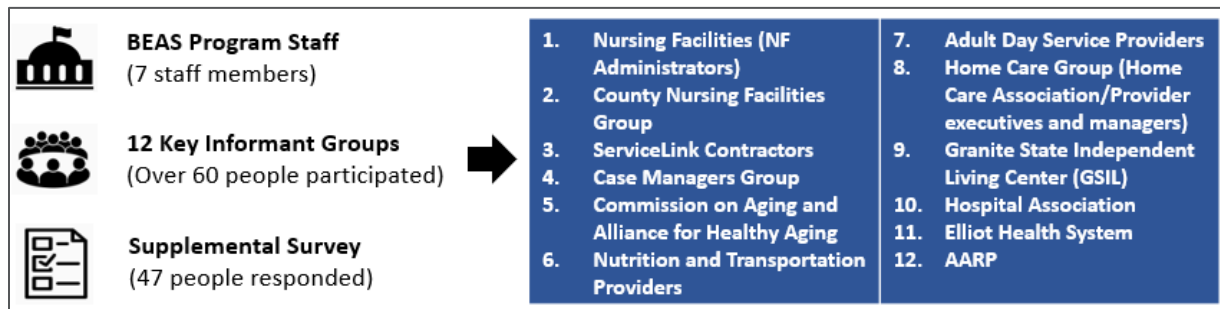 BEAS Program Staff
(7 staff members)
12 Key Informant Groups
(Over 60 people participated)
Supplemental Survey
(47 people responded)
1. Nursing Facilities (NF
Administrators)
2. County Nursing Facilities
Group
3. ServiceLink Contractors
4. Case Managers Group
5. Commission on Aging and
Alliance for Healthy Aging
6. Nutrition and Transportation
Providers
7. Adult Day Service Providers
8. Home Care Group (Home
Care Association/Provider
executives and managers)
9. Granite State Independent
Living Center (GSIL)
10. Hospital Association
11. Elliot Health System
12. AARP